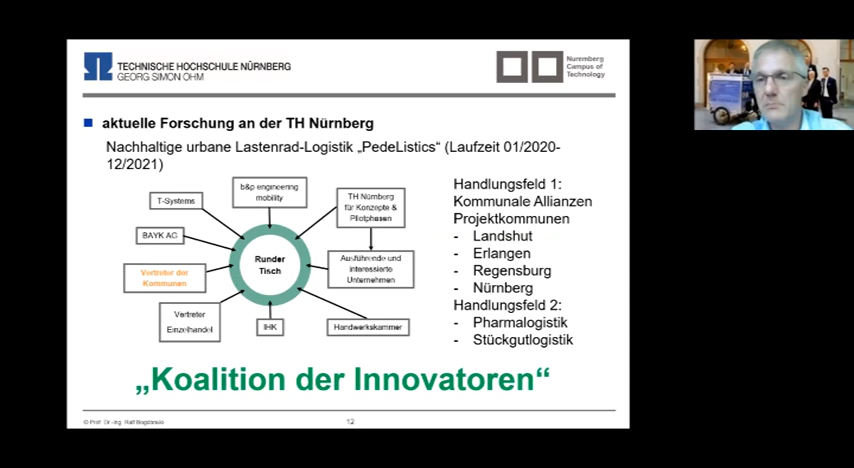 TECHNISCHE HOCHSCHULE NÜRNBERG
GEORG SIMON OHM
Nuremberg
Campus of
Technology
aktuelle Forschung an der TH Nürnberg
Nachhaltige urbane Lastenrad-Logistik „PedeListics“ (Laufzeit 01/2020-
12/2021)
T-Systems
b&p engineering
mobility
TH Nürnberg
für Konzepte &
Pilotphasen
BAYK AG
Runder
Tisch
Ausführende und
interessierte
Unternehmen
Vertreter der
Kommunen
Vertreter
Einzelhandel
IHK
Handwerkskammer
Handlungsfeld 1:
Kommunale Allianzen
Projektkommunen
- Landshut
- Erlangen
- Regensburg
- Nürnberg
Handlungsfeld 2:
- Pharmalogistik
- Stückgutlogistik
„Koalition der Innovatoren“
© Prof. Dr.-Ing. Ralf Bogdanski
12